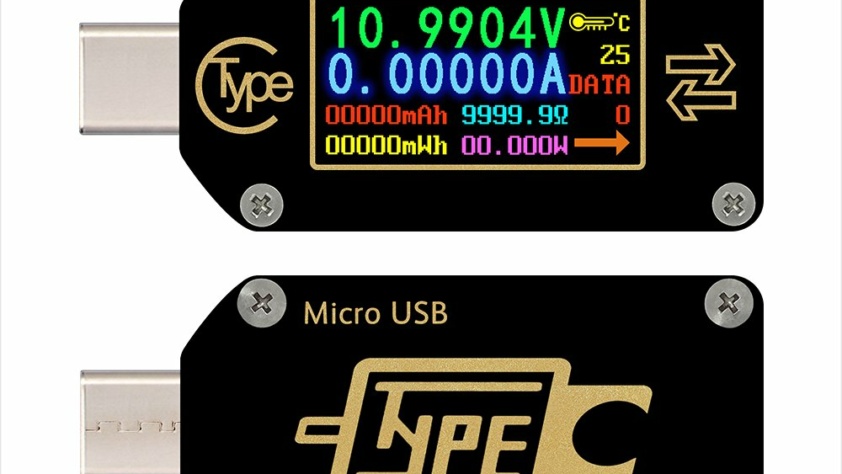 Type
10.9904V °C
25
0.00000A DATA
00000mAh 9999.9Ω 0
00000mWh 00.000W
Micro USB
TYPE C